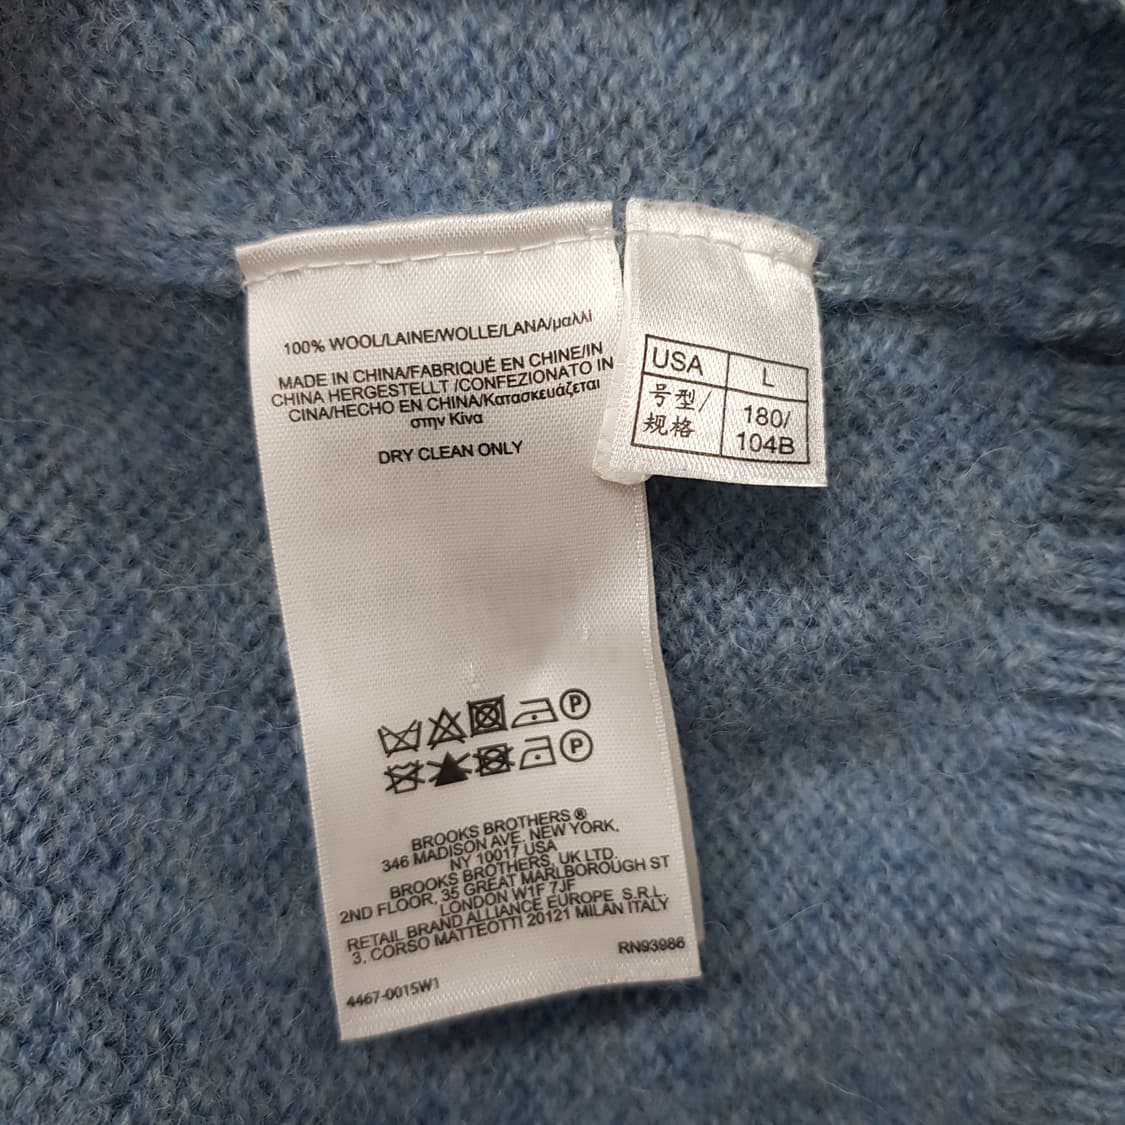 100% WOOL/LAINE/WOLLE/LANA/μαλλί
MADE IN CHINA/FABRIQUÉ EN CHINE/IN
CHINA HERGESTELLT /CONFEZIONATO IN
CINA/HECHO EN CHINA/Κατασκευάζεται
στην Κίνα
DRY CLEAN ONLY
P
P
BROOKS BROTHERS ®
346 MADISON AVE. NEW YORK,
NY 10017 USA
BROOKS BROTHERS, UK LTD.
2ND FLOOR, 35 GREAT MARLBOROUGH ST
LONDON W1F 7JF
RETAIL BRAND ALLIANCE EUROPE S.R.L.
3, CORSO MATTEOTTI 20121 MILAN ITALY
RN93986
4467-0015W1
USA L
号型/ 180/
规格 104B